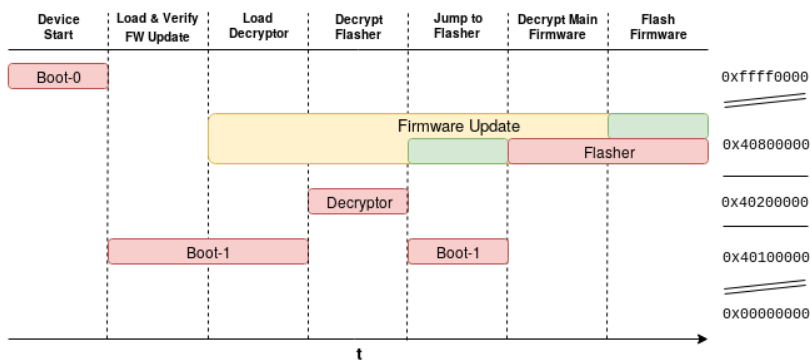 Device
Start
Load & Verify
FW Update
Load
Decryptor
Decrypt
Flasher
Jump to
Flasher
Decrypt Main
Firmware
Flash
Firmware
Boot-0
0xffff0000
Firmware Update
0x40800000
Flasher
Decryptor
0x40200000
Boot-1
Boot-1
0x40100000
0x00000000
t